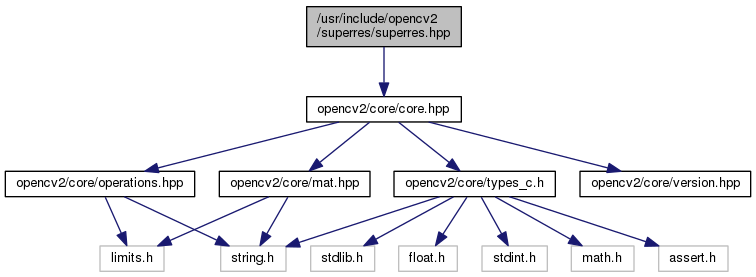 /usr/include/opencv2
/superres/superres.hpp
opencv2/core/core.hpp
opencv2/core/operations.hpp
opencv2/core/mat.hpp
opencv2/core/types_c.h
opencv2/core/version.hpp
limits.h
string.h
stdlib.h
float.h
stdint.h
math.h
assert.h